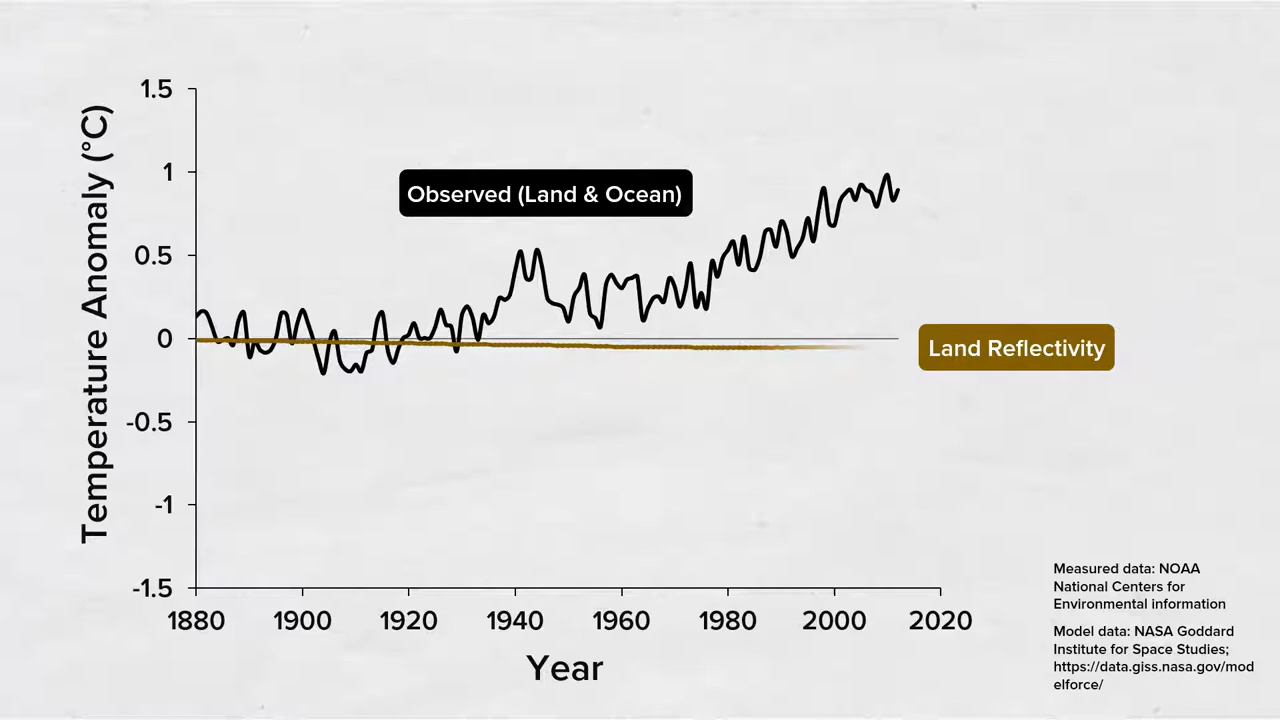 1.5
1
0.5
0
-0.5
-1
-1.5
Temperature Anomaly (°C)
Observed (Land & Ocean)
Land Reflectivity
1880 1900 1920 1940 1960 1980 2000 2020
Year
Measured data: NOAA
National Centers for
Environmental information
Model data: NASA Goddard
Institute for Space Studies;
https://data.giss.nasa.gov/mod
elforce/